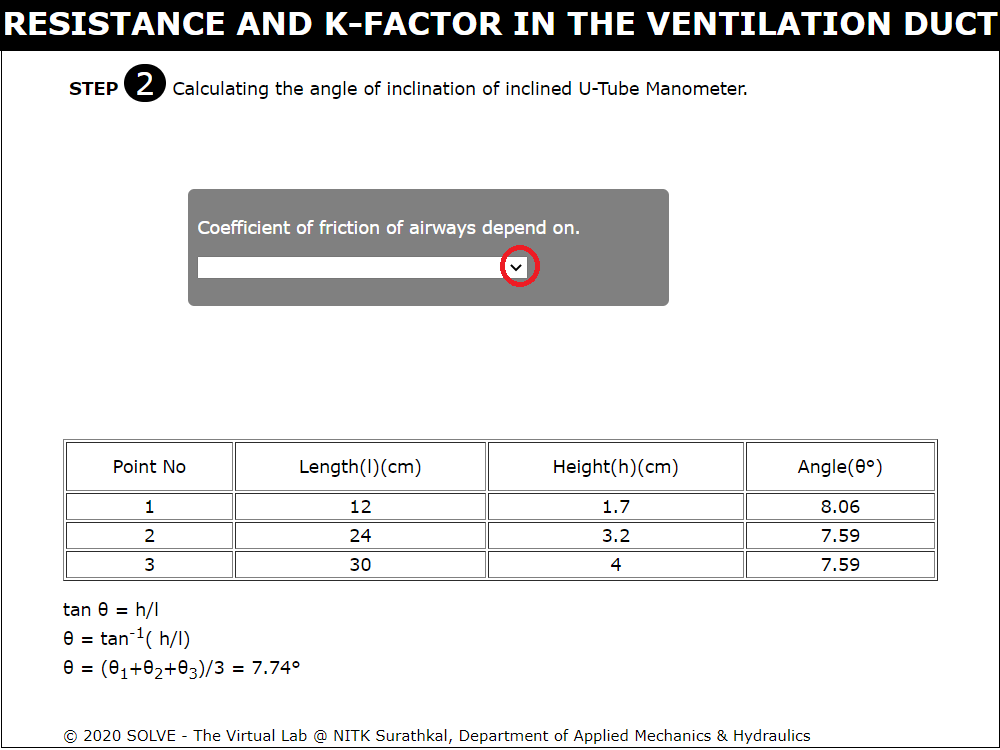 RESISTANCE AND K-FACTOR IN THE VENTILATION DUCT
STEP 2 Calculating the angle of inclination of inclined U-Tube Manometer.
Coefficient of friction of airways depend on.
Point No Length(l)(cm) Height(h)(cm) Angle(θ°)
1 12 1.7 8.06
2 24 3.2 7.59
3 30 4 7.59
tan θ = h/l
θ = tan⁻¹( h/l)
θ = (θ₁+θ₂+θ₃)/3 = 7.74°
© 2020 SOLVE - The Virtual Lab @ NITK Surathkal, Department of Applied Mechanics & Hydraulics